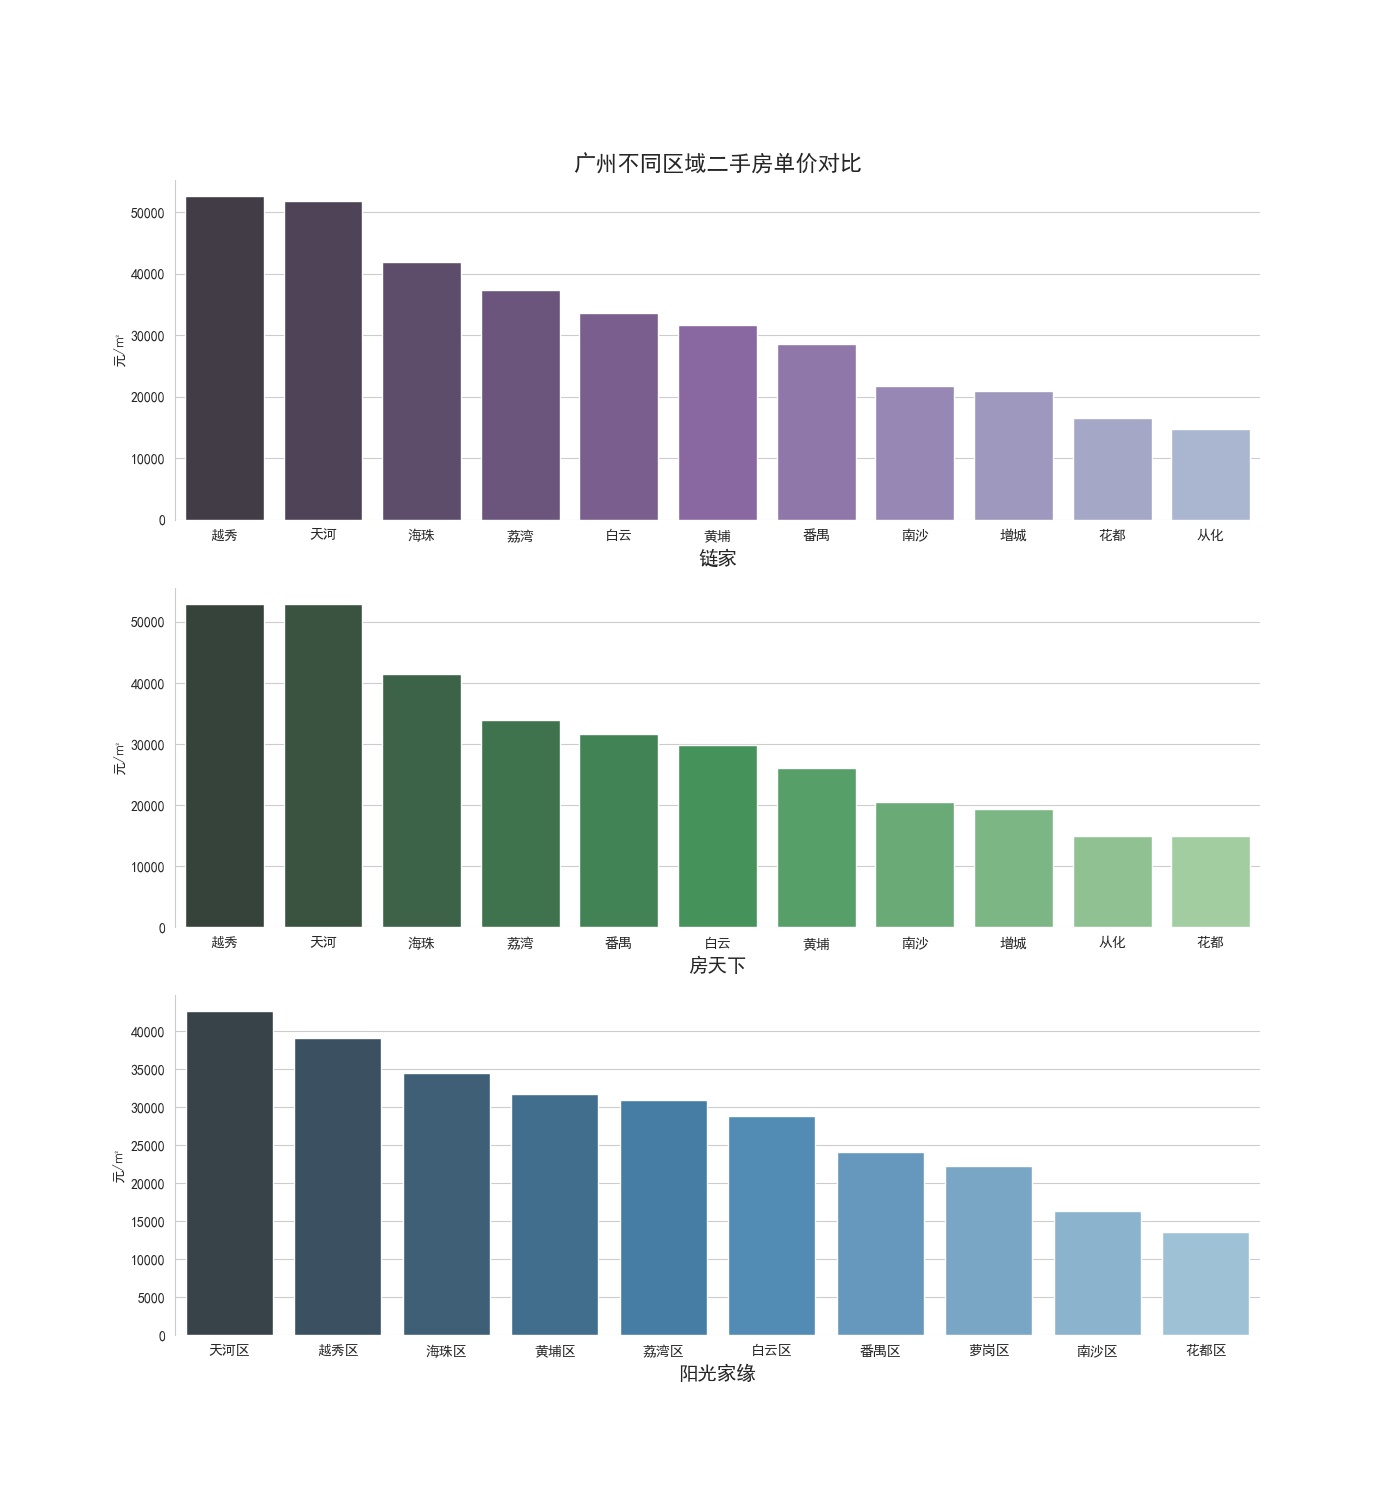 广州不同区域二手房单价对比
50000
40000
30000
20000
10000
0
元/㎡
越秀 天河 海珠 荔湾 白云 黄埔 番禺 南沙 增城 花都 从化
链家
50000
40000
30000
20000
10000
0
元/㎡
越秀 天河 海珠 荔湾 番禺 白云 黄埔 南沙 增城 从化 花都
房天下
40000
35000
30000
25000
20000
15000
10000
5000
0
元/㎡
天河区 越秀区 海珠区 黄埔区 荔湾区 白云区 番禺区 萝岗区 南沙区 花都区
阳光家缘